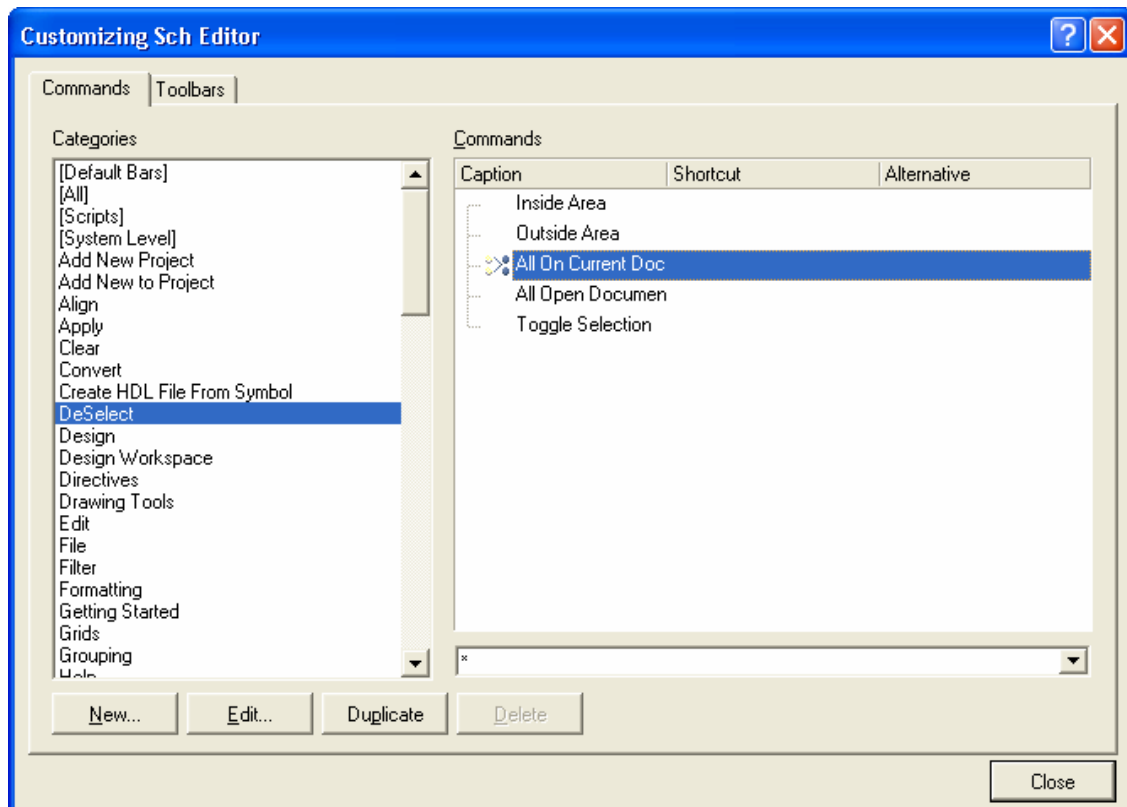 Customizing Sch Editor
Commands
Toolbars
Categories
[Default Bars]
[All]
[Scripts]
[System Level]
Add New Project
Add New to Project
Align
Apply
Clear
Convert
Create HDL File From Symbol
DeSelect
Design
Design Workspace
Directives
Drawing Tools
Edit
File
Filter
Formatting
Getting Started
Grids
Grouping
Help
Commands
Caption Shortcut Alternative
Inside Area
Outside Area
All On Current Doc
All Open Documen
Toggle Selection
*
New... Edit... Duplicate Delete
Close